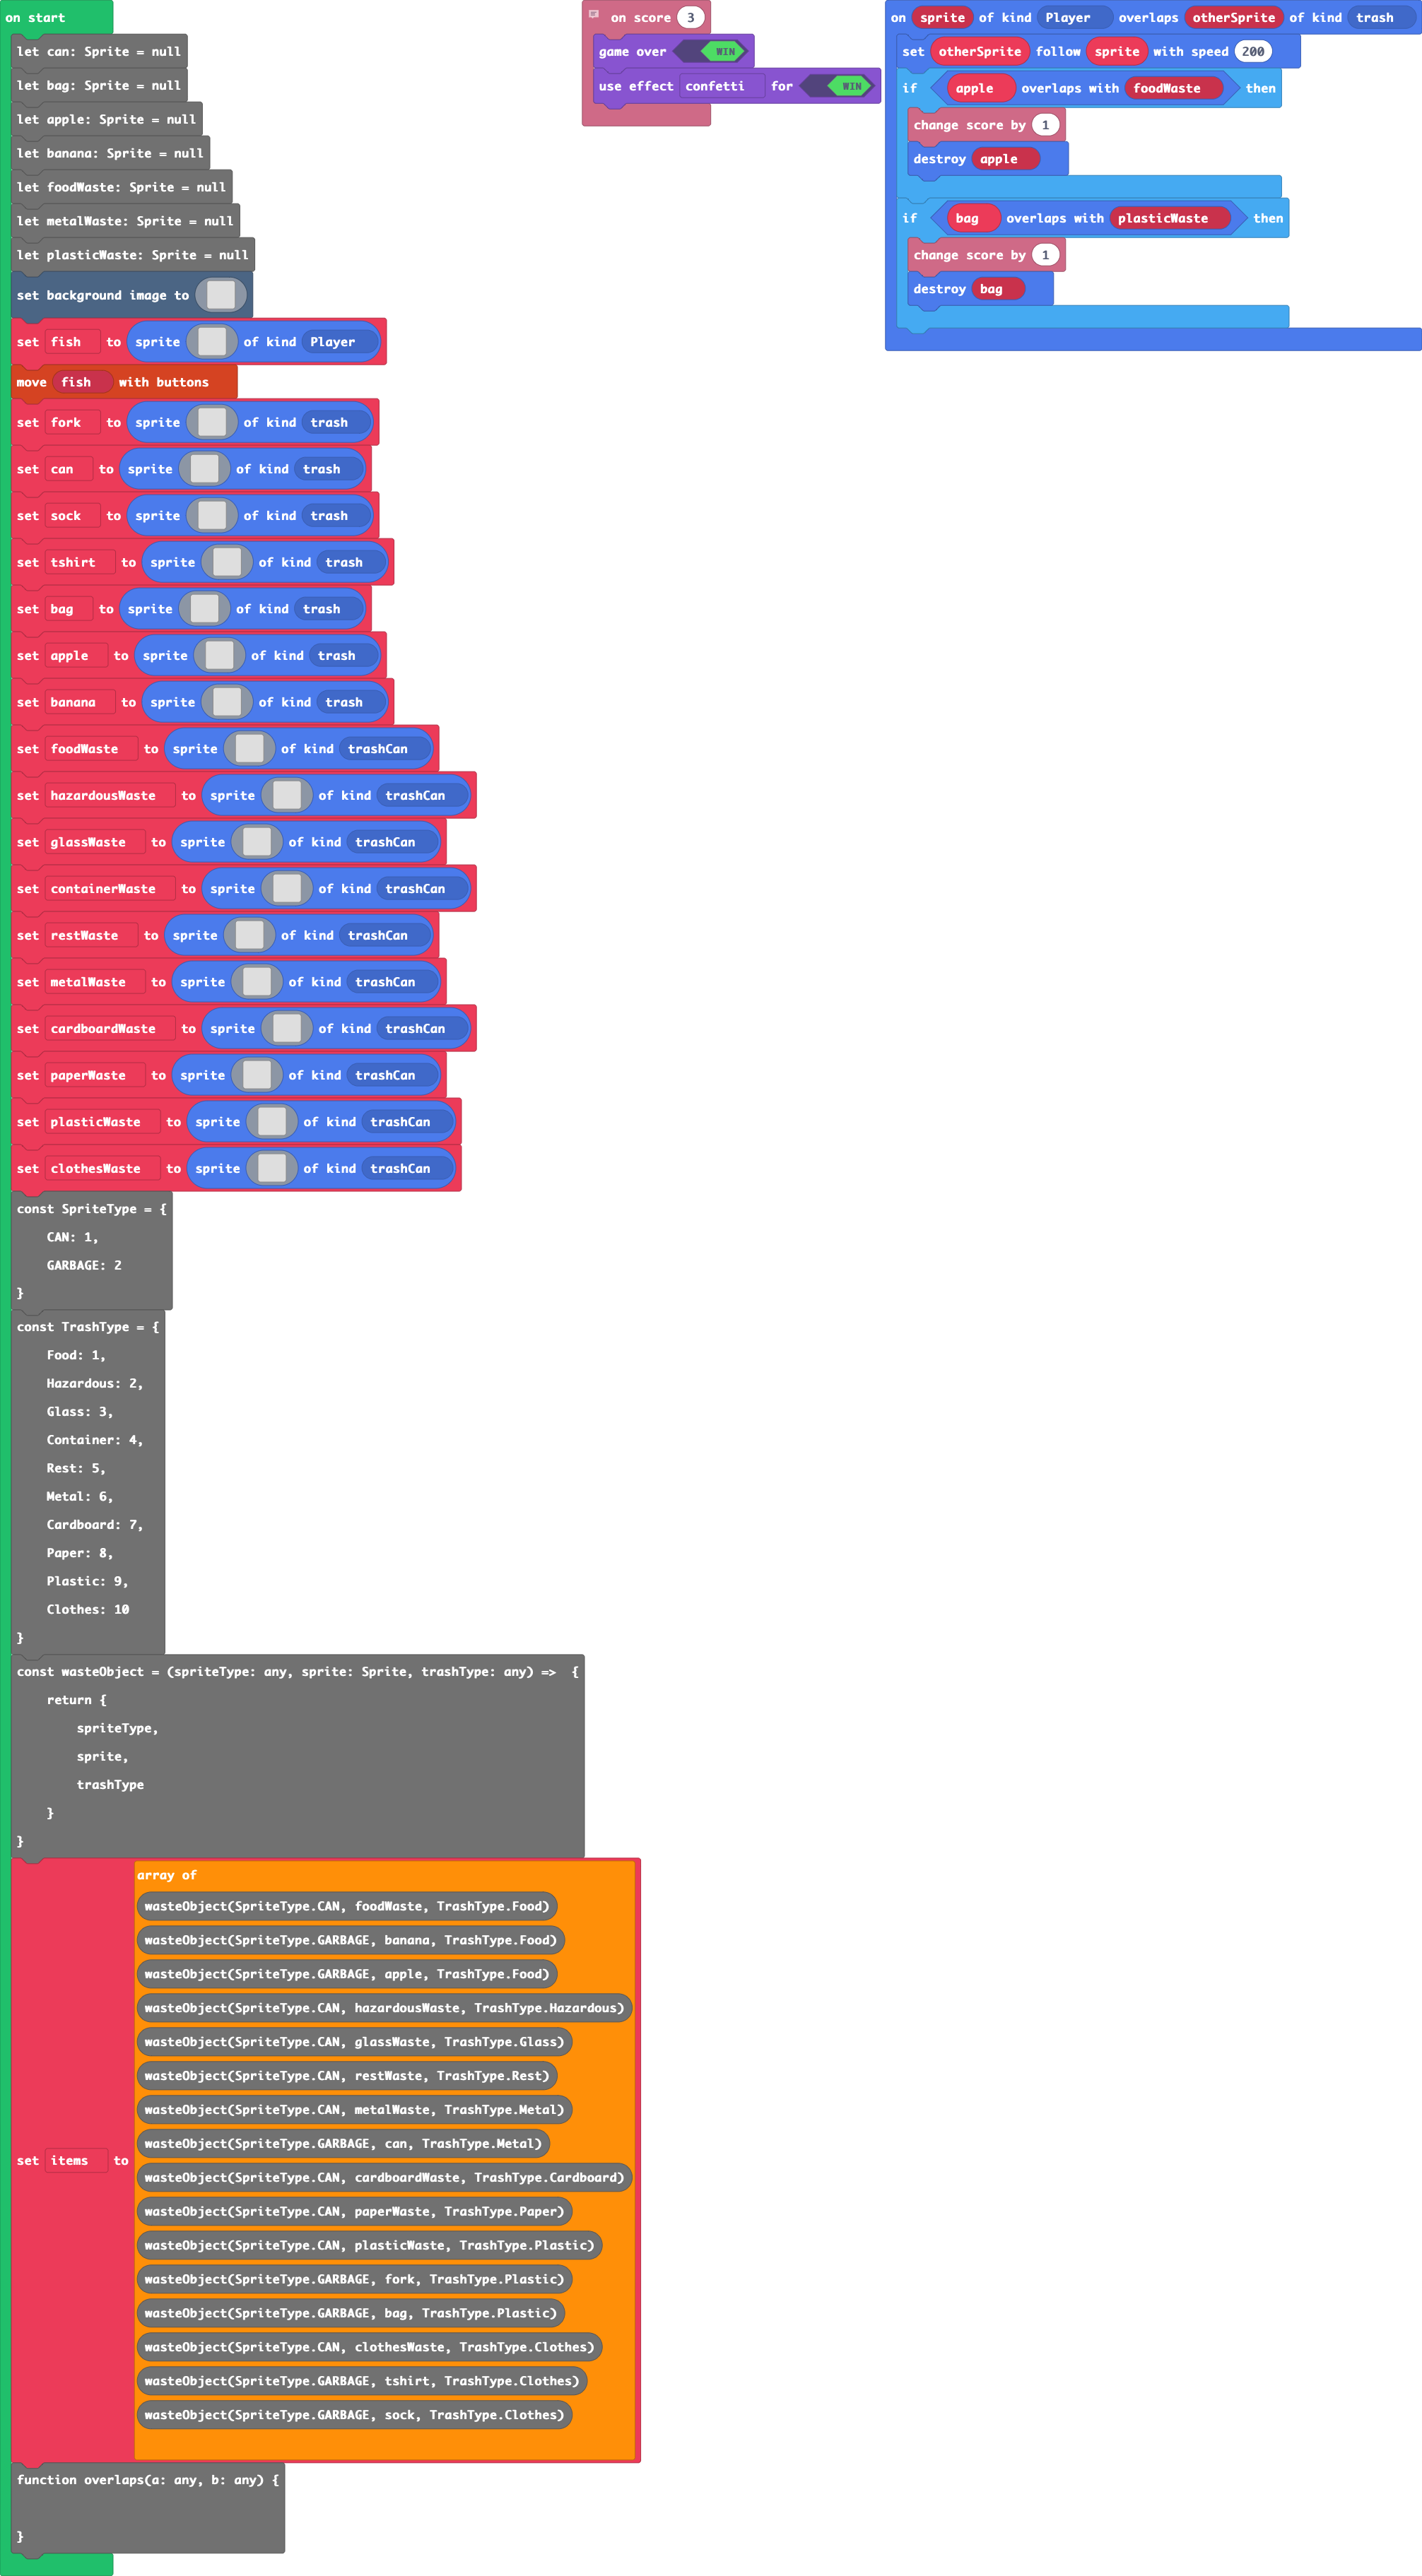 on start
let can: Sprite = null
let bag: Sprite = null
let apple: Sprite = null
let banana: Sprite = null
let foodWaste: Sprite = null
let metalWaste: Sprite = null
let plasticWaste: Sprite = null
set background image to
set fish to sprite of kind Player
move fish with buttons
set fork to sprite of kind trash
set can to sprite of kind trash
set sock to sprite of kind trash
set tshirt to sprite of kind trash
set bag to sprite of kind trash
set apple to sprite of kind trash
set banana to sprite of kind trash
set foodWaste to sprite of kind trashCan
set hazardousWaste to sprite of kind trashCan
set glassWaste to sprite of kind trashCan
set containerWaste to sprite of kind trashCan
set restWaste to sprite of kind trashCan
set metalWaste to sprite of kind trashCan
set cardboardWaste to sprite of kind trashCan
set paperWaste to sprite of kind trashCan
set plasticWaste to sprite of kind trashCan
set clothesWaste to sprite of kind trashCan
const SpriteType = {
CAN: 1,
GARBAGE: 2
}
const TrashType = {
Food: 1,
Hazardous: 2,
Glass: 3,
Container: 4,
Rest: 5,
Metal: 6,
Cardboard: 7,
Paper: 8,
Plastic: 9,
Clothes: 10
}
const wasteObject = (spriteType: any, sprite: Sprite, trashType: any) => {
return {
spriteType,
sprite,
trashType
}
}
set items to array of
wasteObject(SpriteType.CAN, foodWaste, TrashType.Food)
wasteObject(SpriteType.GARBAGE, banana, TrashType.Food)
wasteObject(SpriteType.GARBAGE, apple, TrashType.Food)
wasteObject(SpriteType.CAN, hazardousWaste, TrashType.Hazardous)
wasteObject(SpriteType.CAN, glassWaste, TrashType.Glass)
wasteObject(SpriteType.CAN, restWaste, TrashType.Rest)
wasteObject(SpriteType.CAN, metalWaste, TrashType.Metal)
wasteObject(SpriteType.GARBAGE, can, TrashType.Metal)
wasteObject(SpriteType.CAN, cardboardWaste, TrashType.Cardboard)
wasteObject(SpriteType.CAN, paperWaste, TrashType.Paper)
wasteObject(SpriteType.CAN, plasticWaste, TrashType.Plastic)
wasteObject(SpriteType.GARBAGE, fork, TrashType.Plastic)
wasteObject(SpriteType.GARBAGE, bag, TrashType.Plastic)
wasteObject(SpriteType.CAN, clothesWaste, TrashType.Clothes)
wasteObject(SpriteType.GARBAGE, tshirt, TrashType.Clothes)
wasteObject(SpriteType.GARBAGE, sock, TrashType.Clothes)
function overlaps(a: any, b: any) {
}
on score 3
game over WIN
use effect confetti for WIN
on sprite of kind Player overlaps otherSprite of kind trash
set otherSprite follow sprite with speed 200
if apple overlaps with foodWaste then
change score by 1
destroy apple
if bag overlaps with plasticWaste then
change score by 1
destroy bag